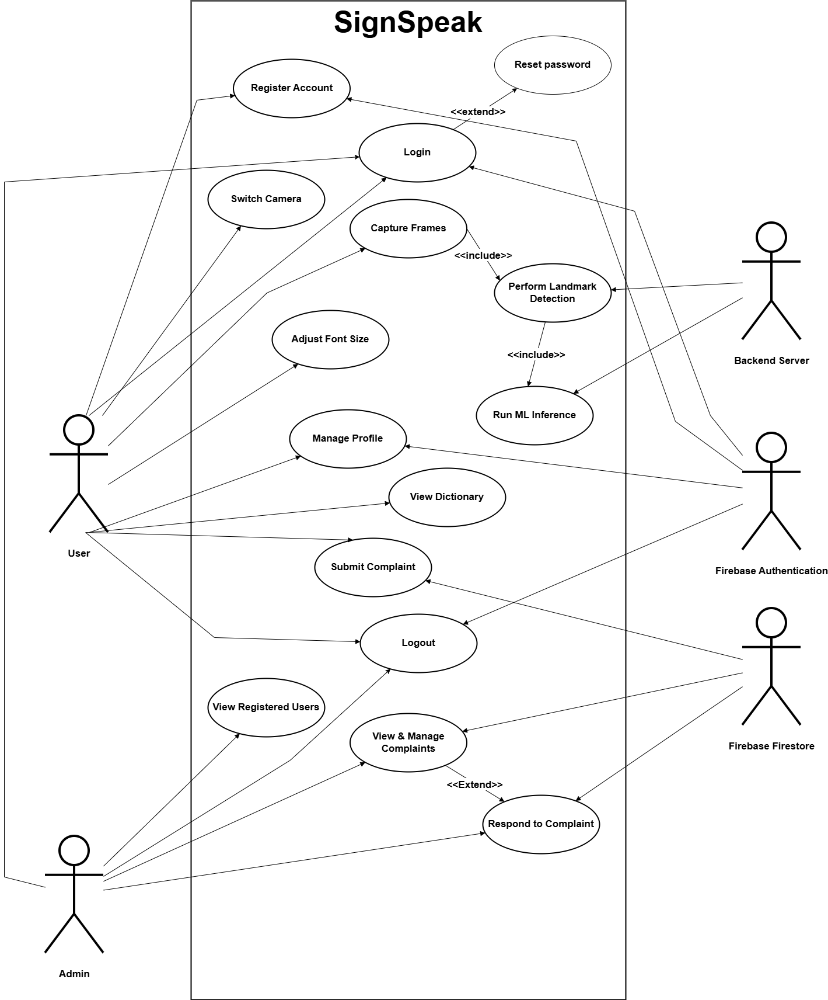 SignSpeak
Reset password
Register Account
<<extend>>
Login
Switch Camera
Capture Frames
<<include>>
Perform Landmark
Detection
Adjust Font Size
<<include>>
Backend Server
Run ML Inference
Manage Profile
View Dictionary
User
Submit Complaint
Firebase Authentication
Logout
View Registered Users
View & Manage
Complaints
Firebase Firestore
<<Extend>>
Respond to Complaint
Admin